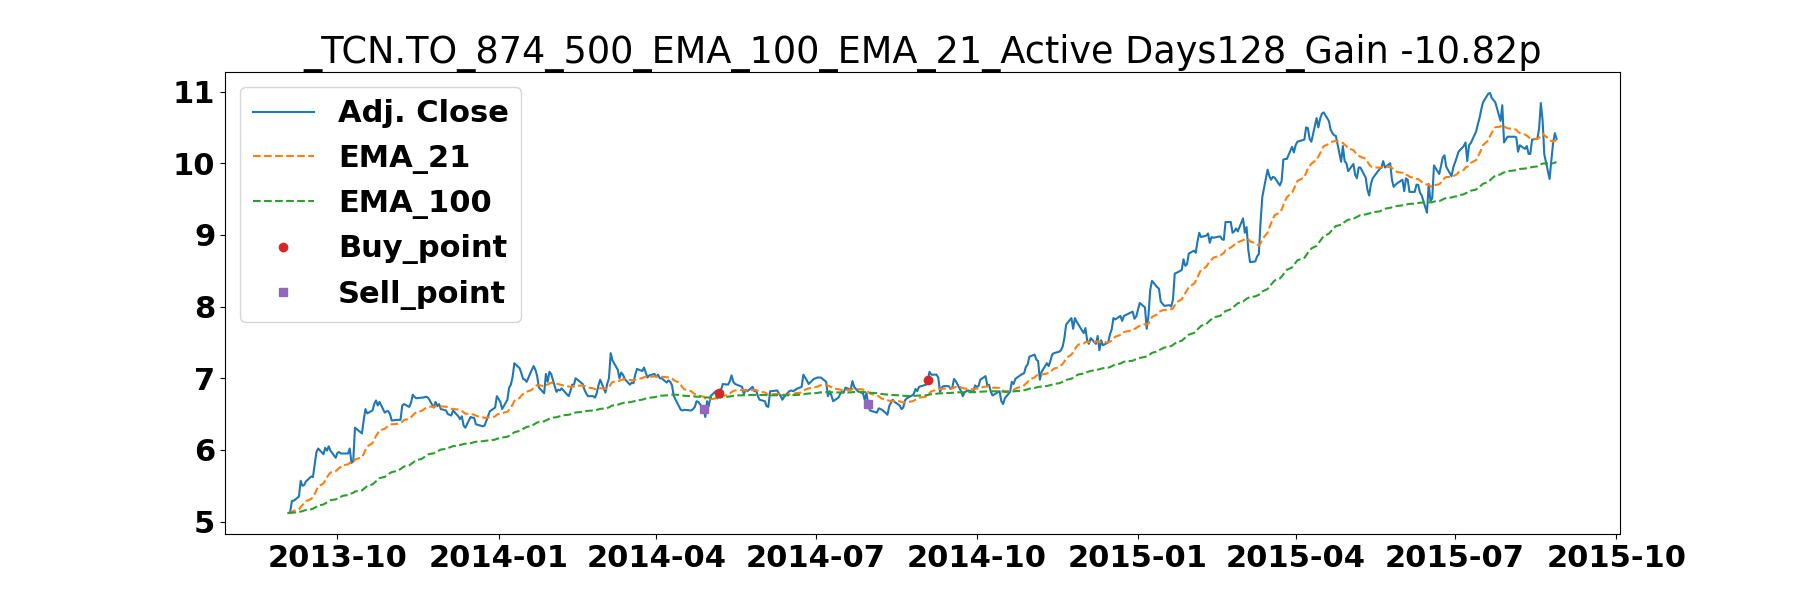 _TCN.TO_874_500_EMA_100_EMA_21_Active Days128_Gain -10.82p
Adj. Close
EMA_21
EMA_100
Buy_point
Sell_point
11
10
9
8
7
6
5
2013-10 2014-01 2014-04 2014-07 2014-10 2015-01 2015-04 2015-07 2015-10